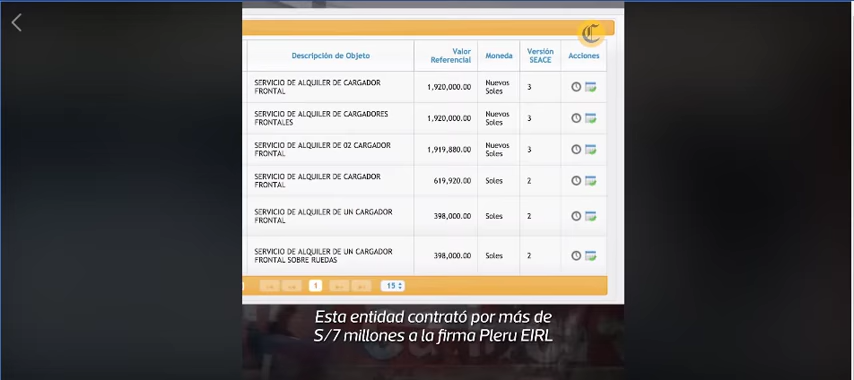 Descripción de Objeto
Valor
Referencial
Moneda
Versión
SEACE
Acciones
SERVICIO DE ALQUILER DE CARGADOR
FRONTAL
1,920,000.00
Nuevos
Soles
3
SERVICIO DE ALQUILER DE CARGADORES
FRONTALES
1,920,000.00
Nuevos
Soles
3
SERVICIO DE ALQUILER DE 02 CARGADOR
FRONTAL
1,919,880.00
Nuevos
Soles
3
SERVICIO DE ALQUILER DE CARGADOR
FRONTAL
619,920.00
Soles
2
SERVICIO DE ALQUILER DE UN CARGADOR
FRONTAL
398,000.00
Soles
2
SERVICIO DE ALQUILER DE UN CARGADOR
FRONTAL SOBRE RUEDAS
398,000.00
Soles
2
1
15
Esta entidad contrató por más de
S/7 millones a la firma Pleru EIRL